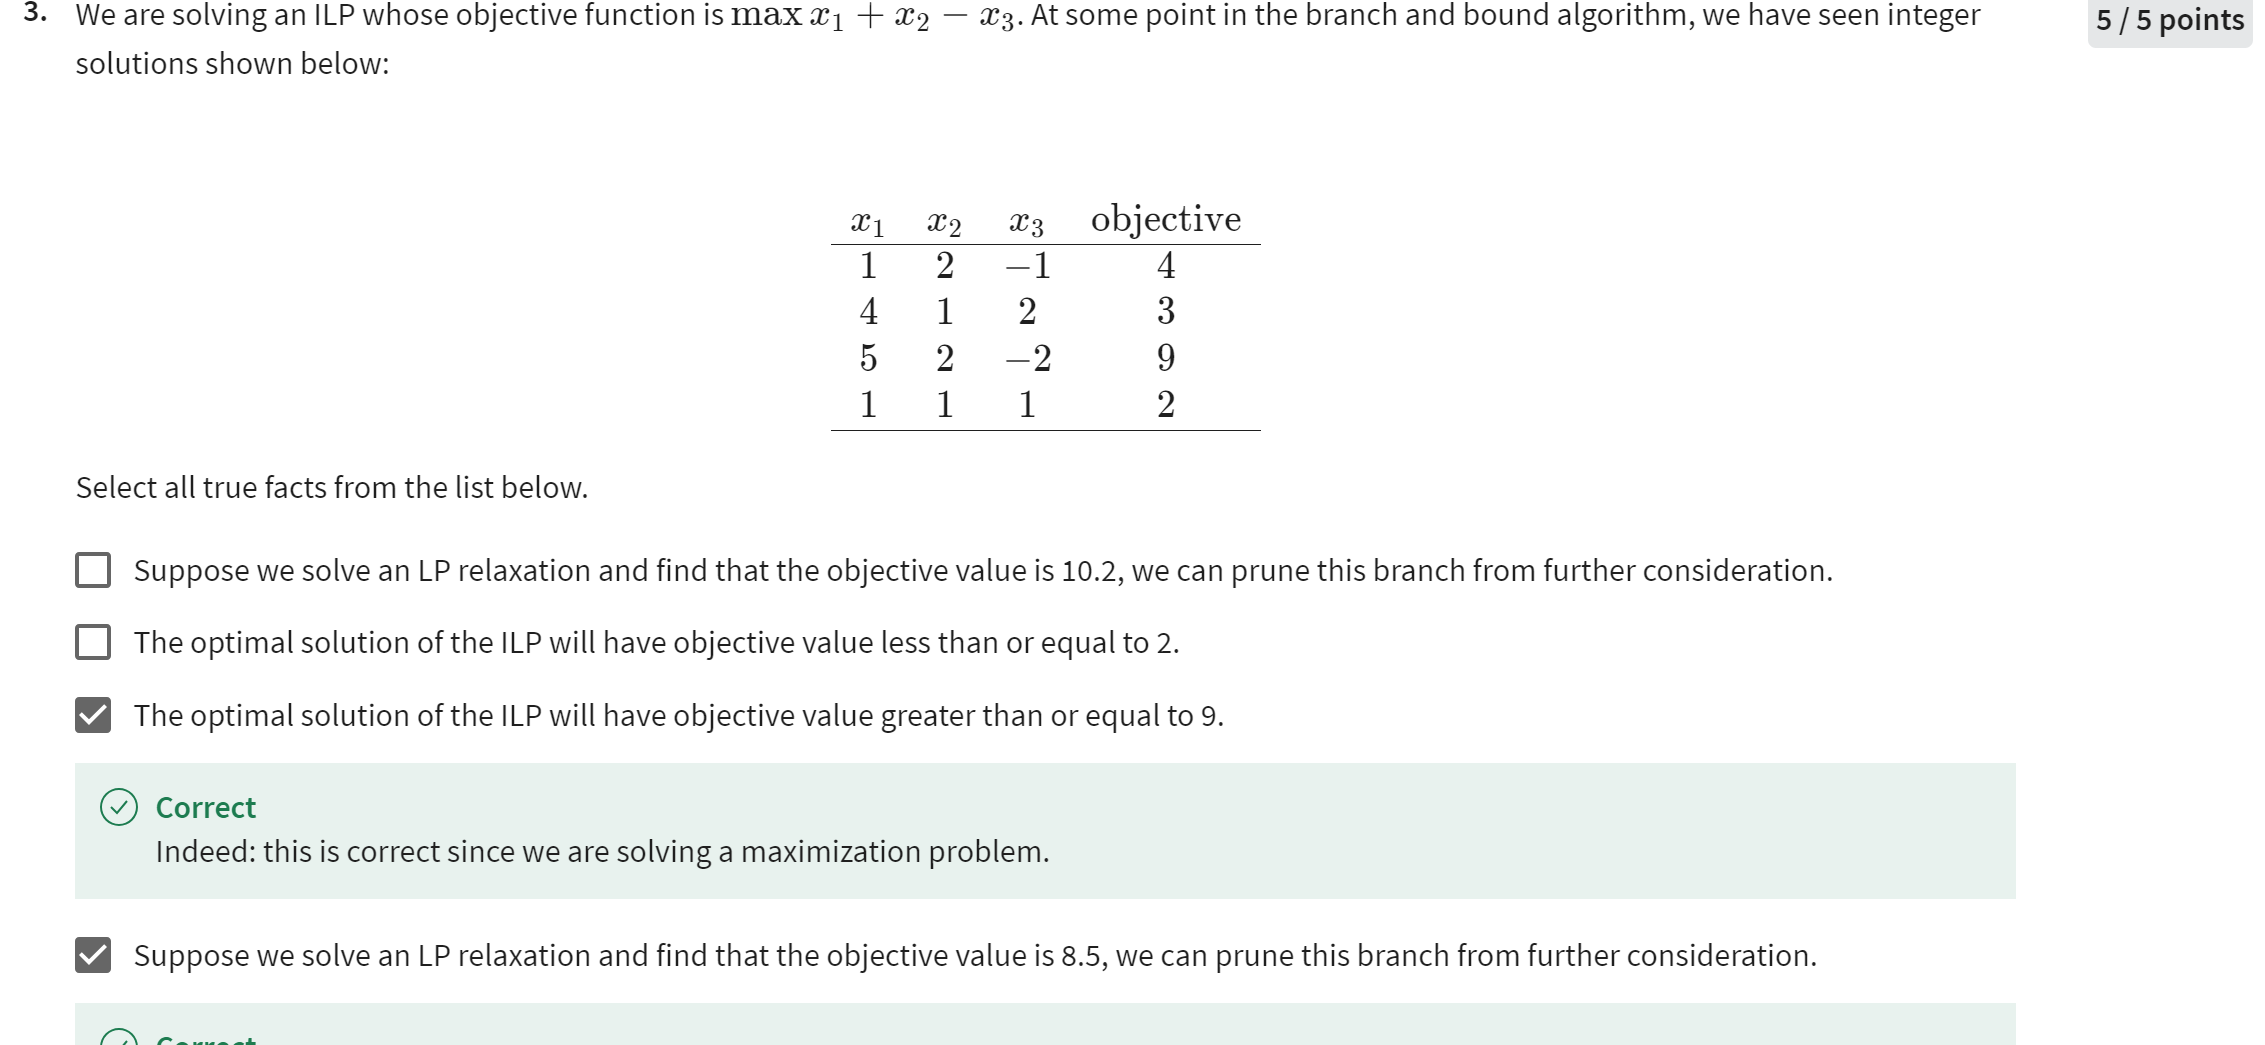 3. We are solving an ILP whose objective function is max x₁ + x₂ − x₃. At some point in the branch and bound algorithm, we have seen integer
solutions shown below:
5 / 5 points
x₁ x₂ x₃ objective
1 2 −1 4
4 1 2 3
5 2 −2 9
1 1 1 2
Select all true facts from the list below.
Suppose we solve an LP relaxation and find that the objective value is 10.2, we can prune this branch from further consideration.
The optimal solution of the ILP will have objective value less than or equal to 2.
The optimal solution of the ILP will have objective value greater than or equal to 9.
Correct
Indeed: this is correct since we are solving a maximization problem.
Suppose we solve an LP relaxation and find that the objective value is 8.5, we can prune this branch from further consideration.
Correct